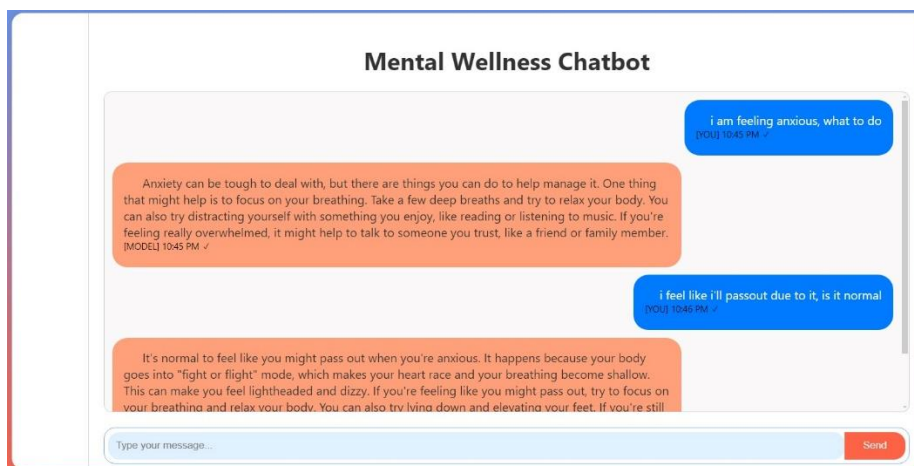 Mental Wellness Chatbot
i am feeling anxious, what to do
[YOU] 10:45 PM ✓
Anxiety can be tough to deal with, but there are things you can do to help manage it. One thing
that might help is to focus on your breathing. Take a few deep breaths and try to relax your body. You
can also try distracting yourself with something you enjoy, like reading or listening to music. If you're
feeling really overwhelmed, it might help to talk to someone you trust, like a friend or family member.
[MODEL] 10:45 PM ✓
i feel like i'll passout due to it, is it normal
[YOU] 10:46 PM ✓
It's normal to feel like you might pass out when you're anxious. It happens because your body
goes into "fight or flight" mode, which makes your heart race and your breathing become shallow.
This can make you feel lightheaded and dizzy. If you're feeling like you might pass out, try to focus on
your breathing and relax your body. You can also try lying down and elevating your feet. If you're still
Type your message...
Send